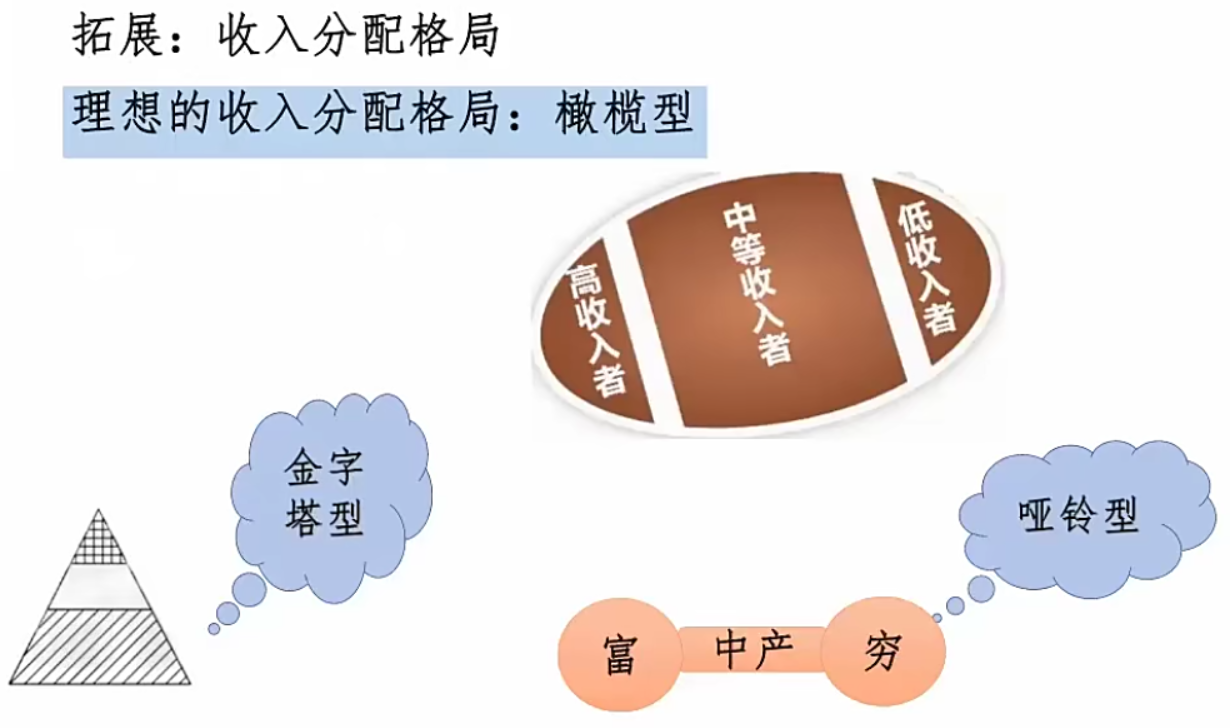 拓展：收入分配格局
理想的收入分配格局：橄榄型
高收入者
中等收入者
低收入者
金字
塔型
哑铃型
富
中产
穷